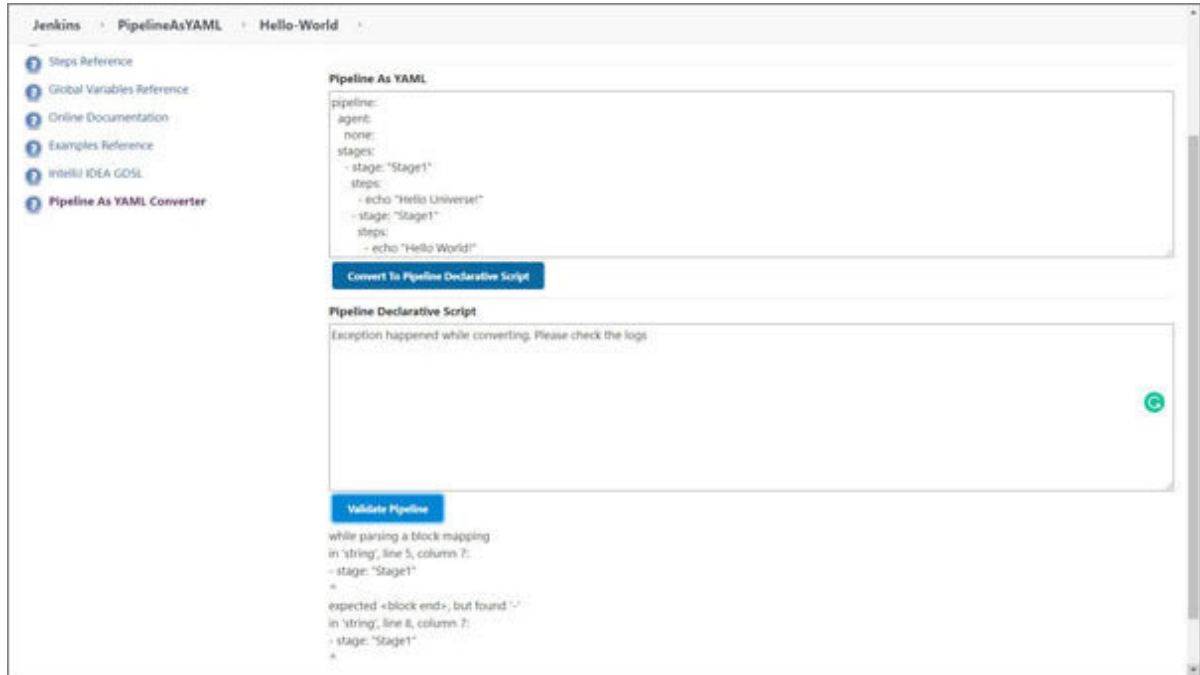 Jenkins › PipelineAsYAML › Hello-World ›
Steps Reference
Global Variables Reference
Online Documentation
Examples Reference
IntelliJ IDEA GDSL
Pipeline As YAML Converter
Pipeline As YAML
pipeline:
agent:
none:
stages:
- stage: "Stage1"
steps:
- echo "Hello Universe!"
- stage: "Stage1"
steps:
- echo "Hello World!"
Convert To Pipeline Declarative Script
Pipeline Declarative Script
Exception happened while converting. Please check the logs
Validate Pipeline
while parsing a block mapping
in 'string', line 5, column 7:
- stage: "Stage1"
^
expected <block end>, but found '-'
in 'string', line 8, column 7:
- stage: "Stage1"
^